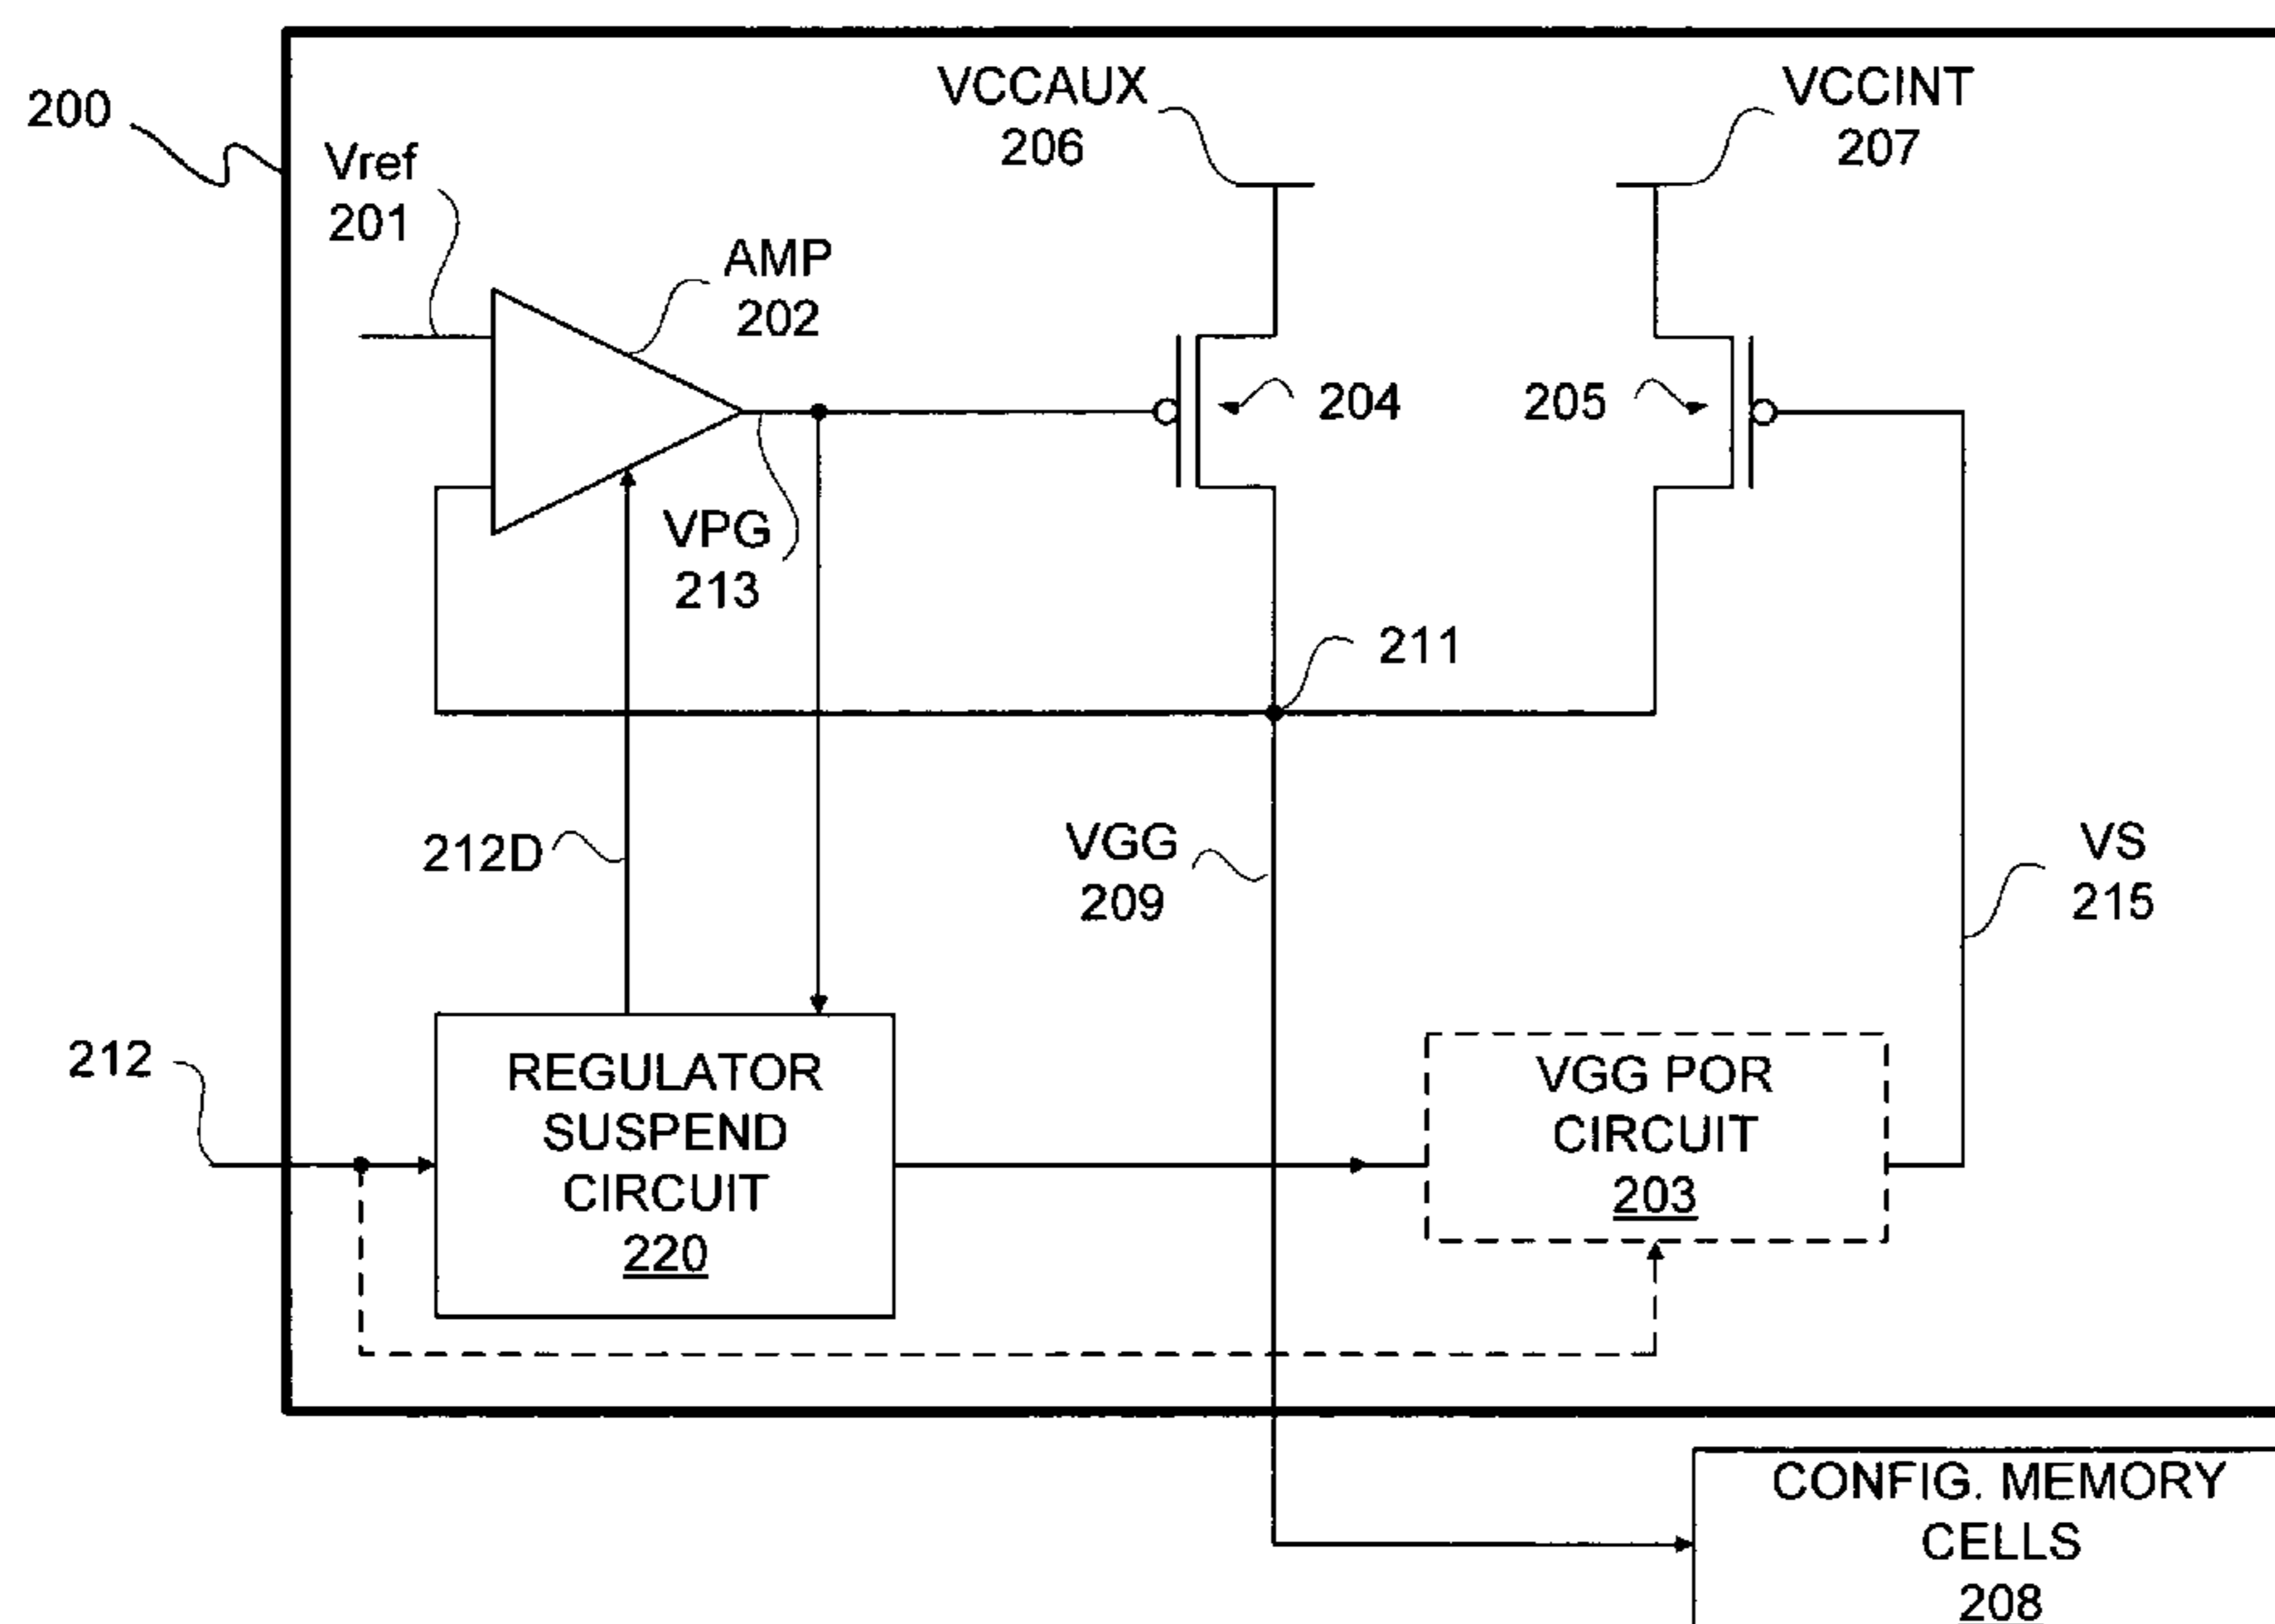 200
Vref
201
AMP
202
VCCAUX
206
VCCINT
207
204
205
VPG
213
211
212D
VGG
209
VS
215
212
REGULATOR
SUSPEND
CIRCUIT
220
VGG POR
CIRCUIT
203
CONFIG. MEMORY
CELLS
208